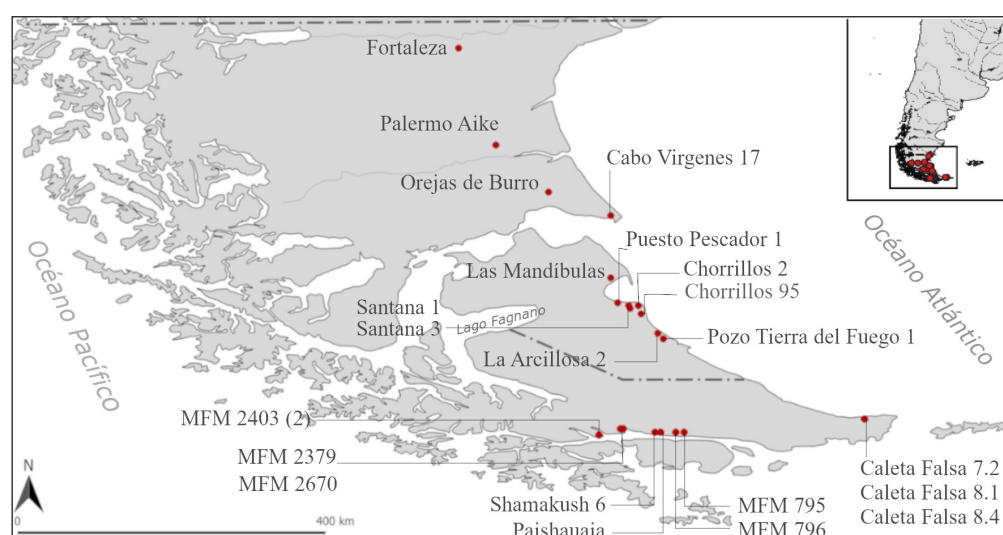 Fortaleza
Palermo Aike
Cabo Virgenes 17
Orejas de Burro
Océano Pacífico
Océano Atlántico
Puesto Pescador 1
Las Mandíbulas
Chorrillos 2
Chorrillos 95
Santana 1
Santana 3
Lago Fagnano
La Arcillosa 2
Pozo Tierra del Fuego 1
MFM 2403 (2)
MFM 2379
MFM 2670
Shamakush 6
Paishauaia
MFM 795
MFM 796
Caleta Falsa 7.2
Caleta Falsa 8.1
Caleta Falsa 8.4
N
0
400 km